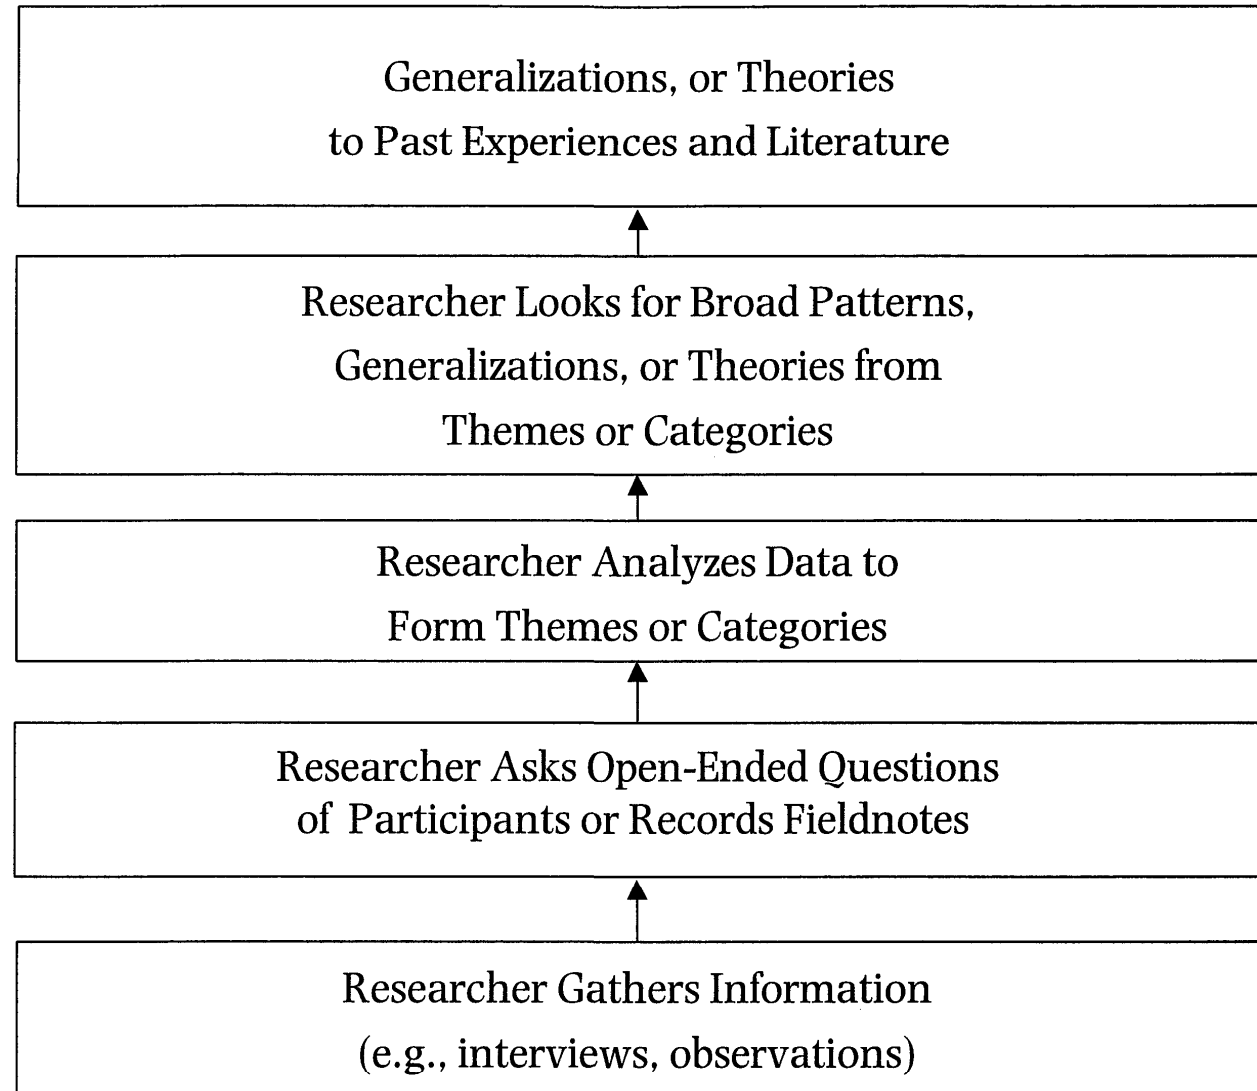 Generalizations, or Theories
to Past Experiences and Literature
Researcher Looks for Broad Patterns,
Generalizations, or Theories from
Themes or Categories
Researcher Analyzes Data to
Form Themes or Categories
Researcher Asks Open-Ended Questions
of Participants or Records Fieldnotes
Researcher Gathers Information
(e.g., interviews, observations)